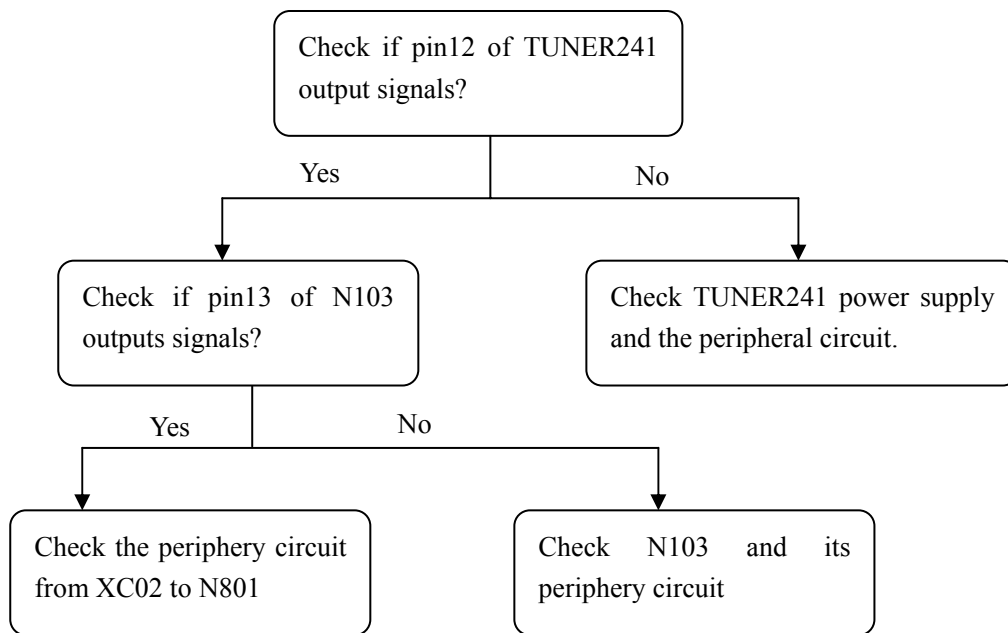 Check if pin12 of TUNER241
output signals?
Yes
No
Check if pin13 of N103
outputs signals?
Check TUNER241 power supply
and the peripheral circuit.
Yes
No
Check the periphery circuit
from XC02 to N801
Check N103 and its
periphery circuit